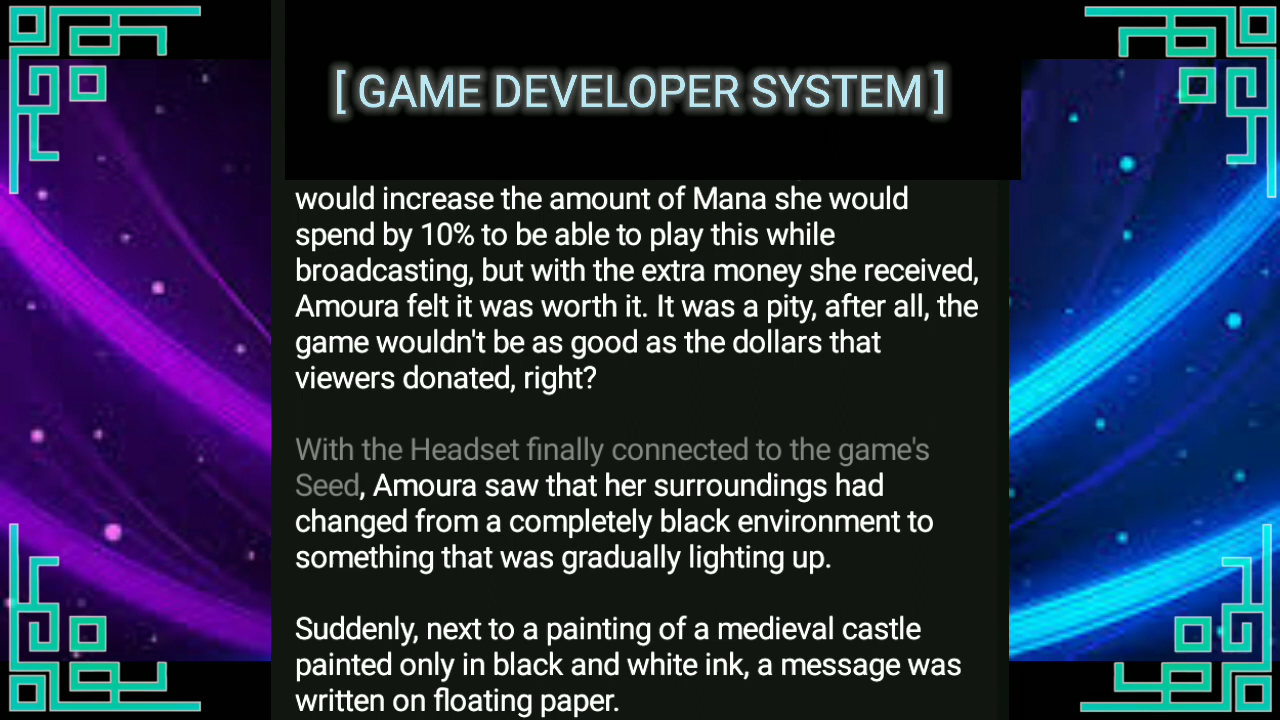 [ GAME DEVELOPER SYSTEM ]
would increase the amount of Mana she would
spend by 10% to be able to play this while
broadcasting, but with the extra money she received,
Amoura felt it was worth it. It was a pity, after all, the
game wouldn't be as good as the dollars that
viewers donated, right?
With the Headset finally connected to the game's
Seed, Amoura saw that her surroundings had
changed from a completely black environment to
something that was gradually lighting up.
Suddenly, next to a painting of a medieval castle
painted only in black and white ink, a message was
written on floating paper.